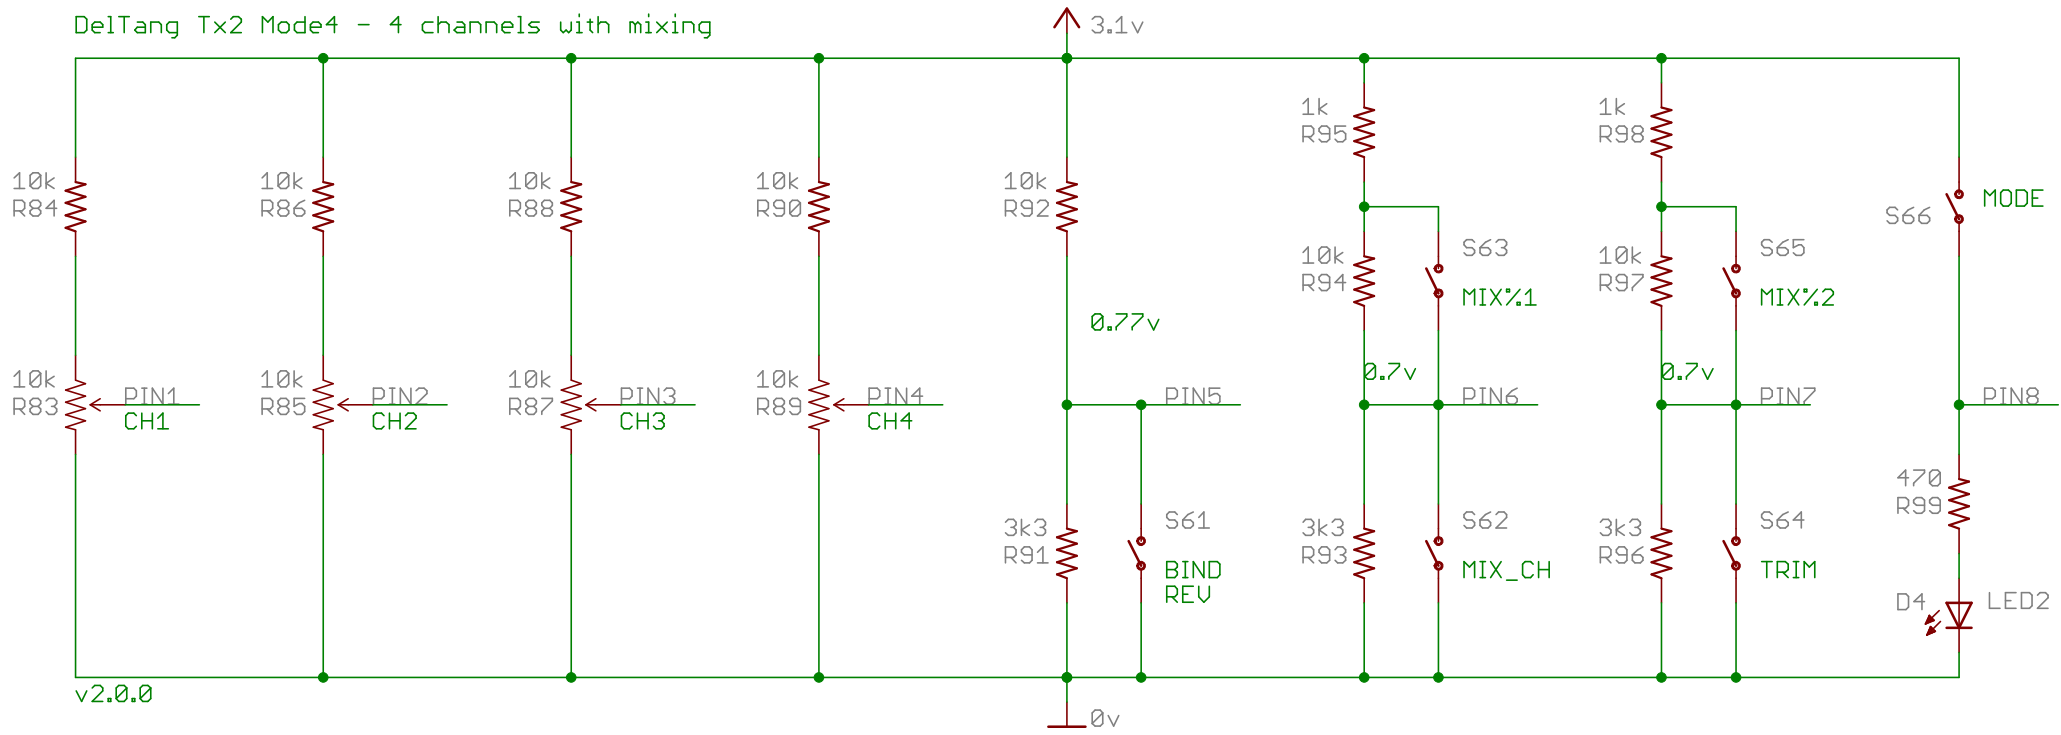 DelTang Tx2 Mode4 - 4 channels with mixing
3.1v
1k
R95
1k
R98
10k
R84
10k
R86
10k
R88
10k
R90
10k
R92
S66
MODE
10k
R94
S63
MIX%1
10k
R97
S65
MIX%2
0.77v
0.7v
0.7v
10k
R83
PIN1
CH1
10k
R85
PIN2
CH2
10k
R87
PIN3
CH3
10k
R89
PIN4
CH4
PIN5
PIN6
PIN7
PIN8
470
R99
3k3
R91
S61
BIND
REV
3k3
R93
S62
MIX_CH
3k3
R96
S64
TRIM
D4
LED2
v2.0.0
0v